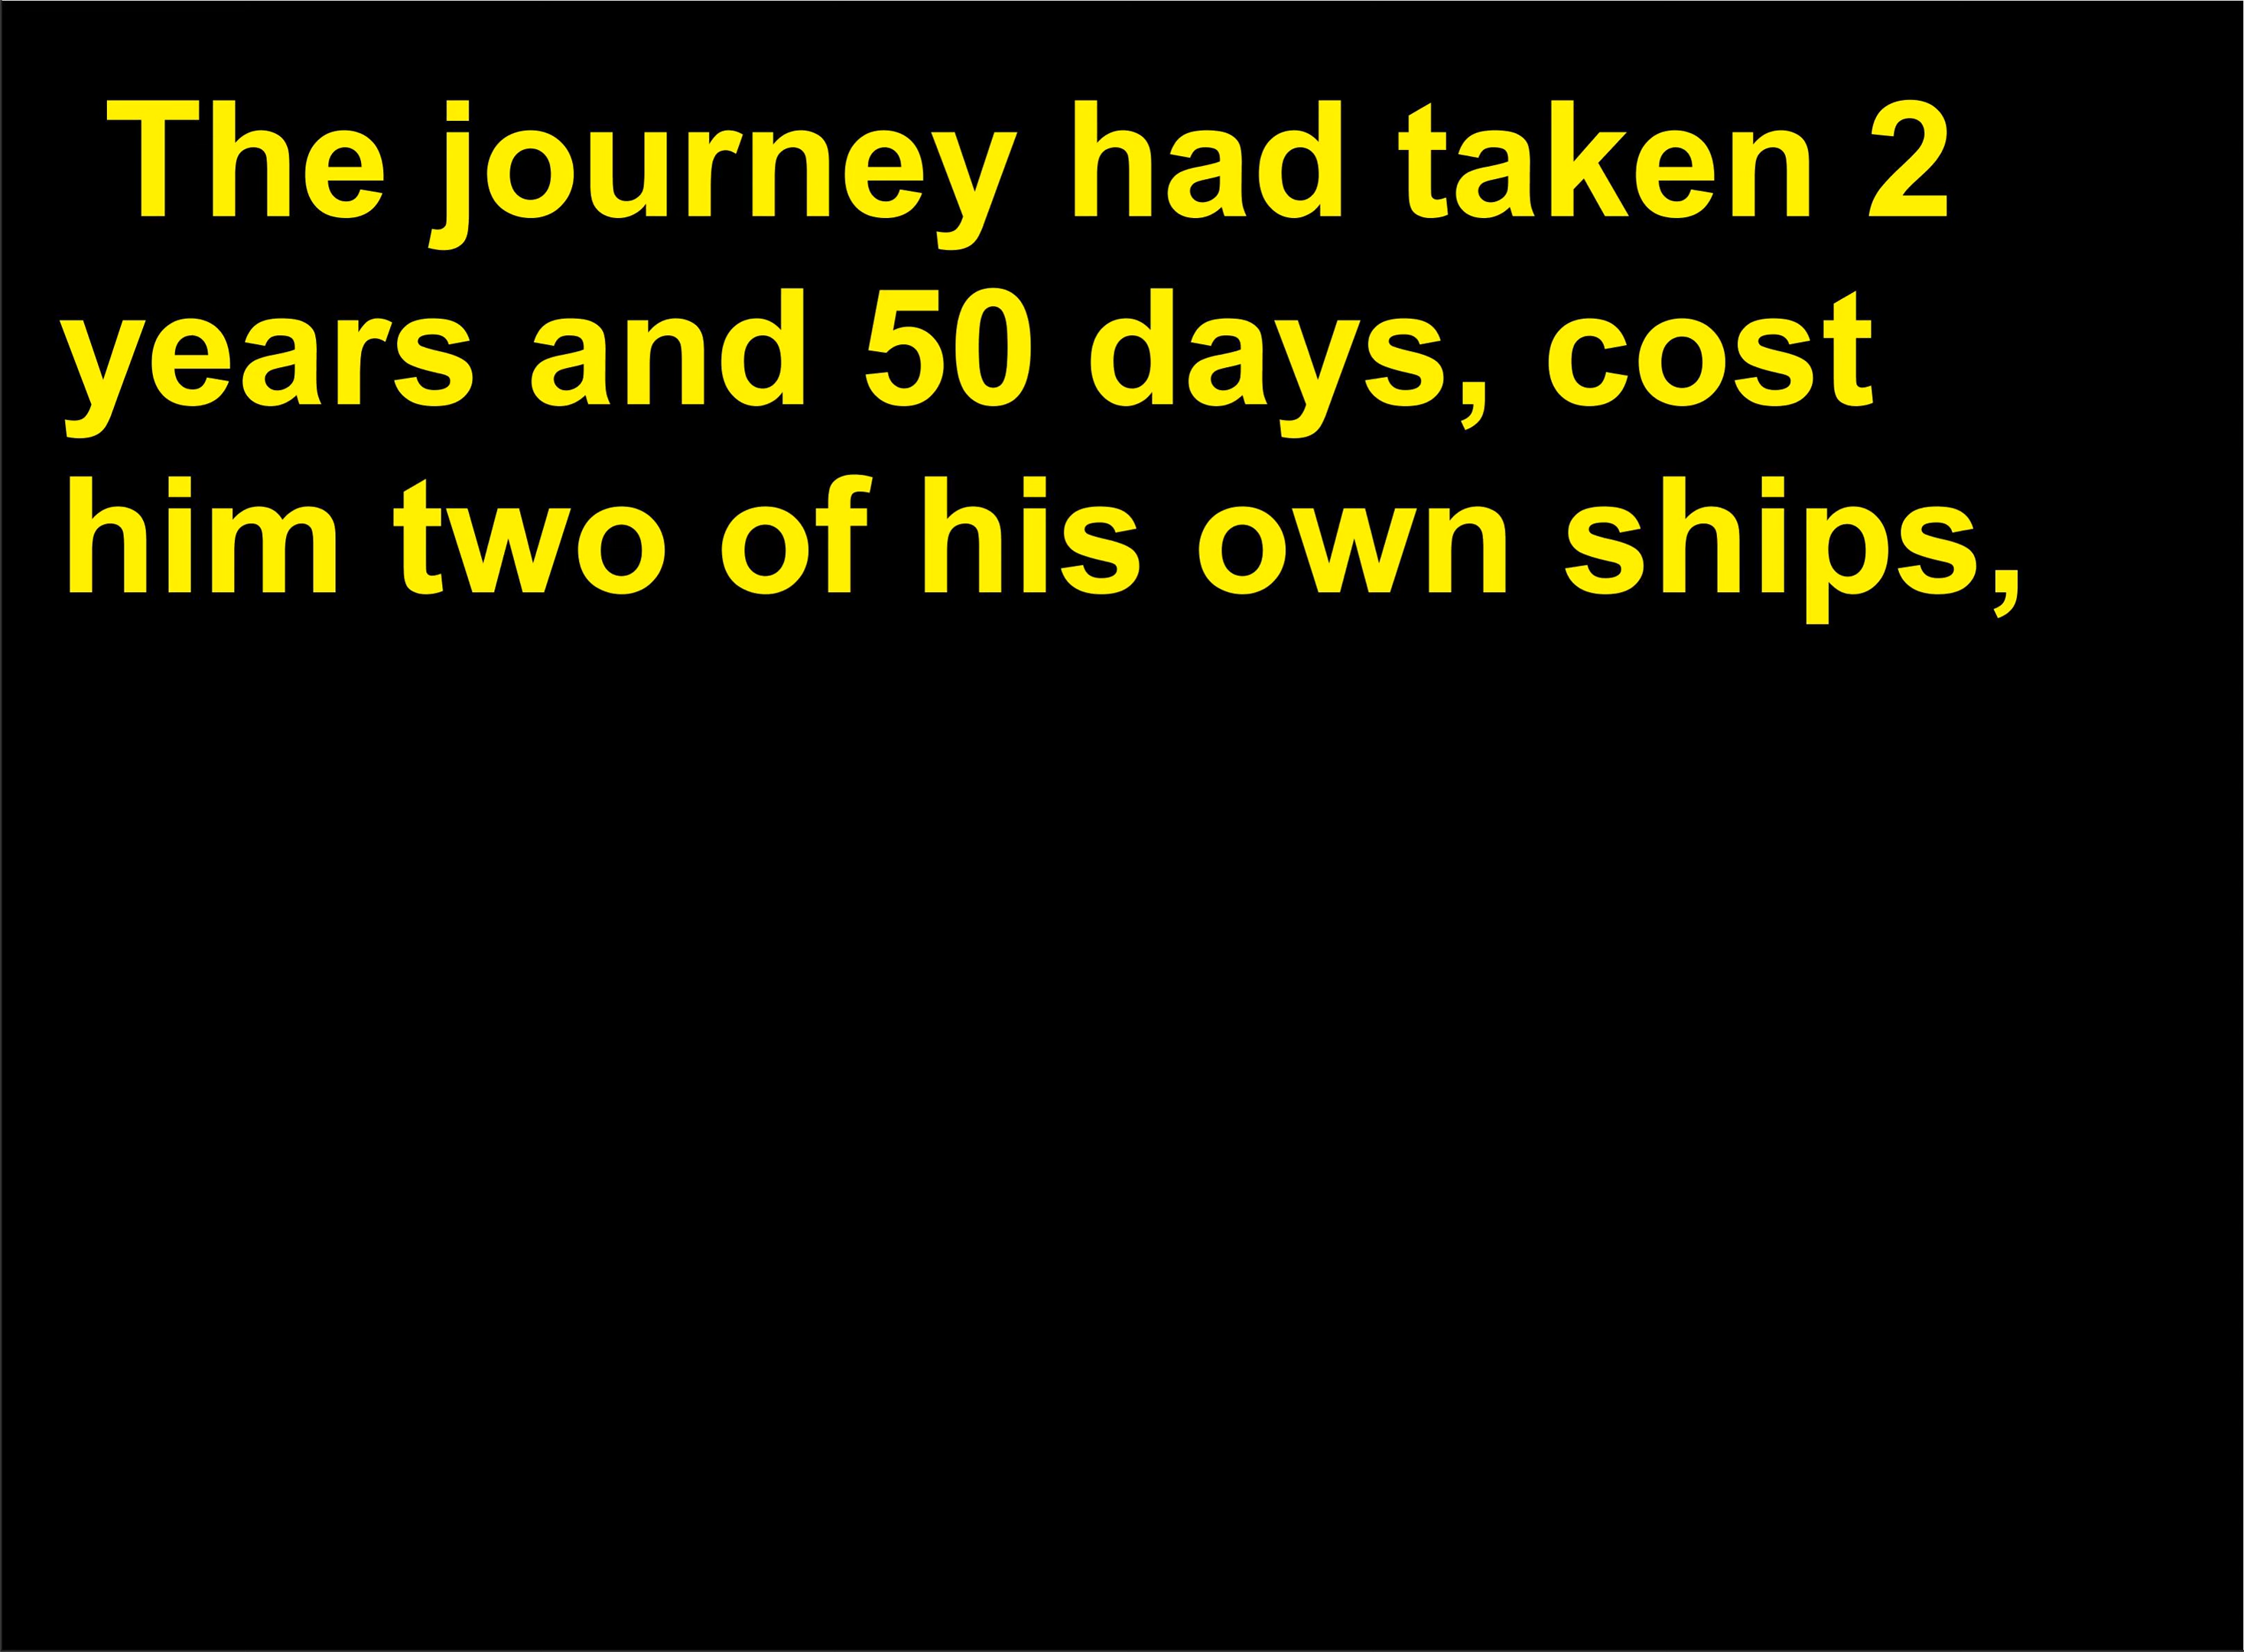 The journey had taken 2
years and 50 days, cost
him two of his own ships,